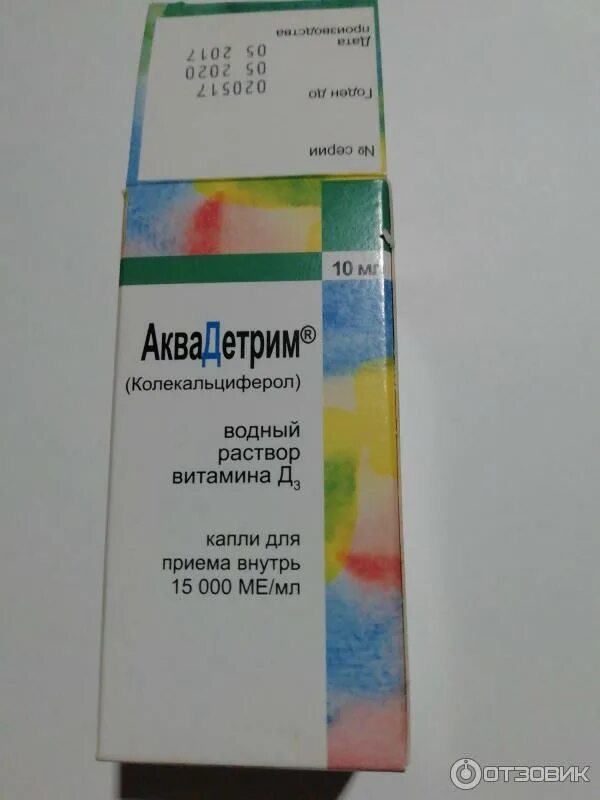 Дата
производства
05 2017
Годен до
05 2020
№ серии
020517
10 мл
АкваДетрим®
(Колекальциферол)
водный
раствор
витамина Д₃
капли для
приема внутрь
15 000 МЕ/мл
ОТЗОВИК